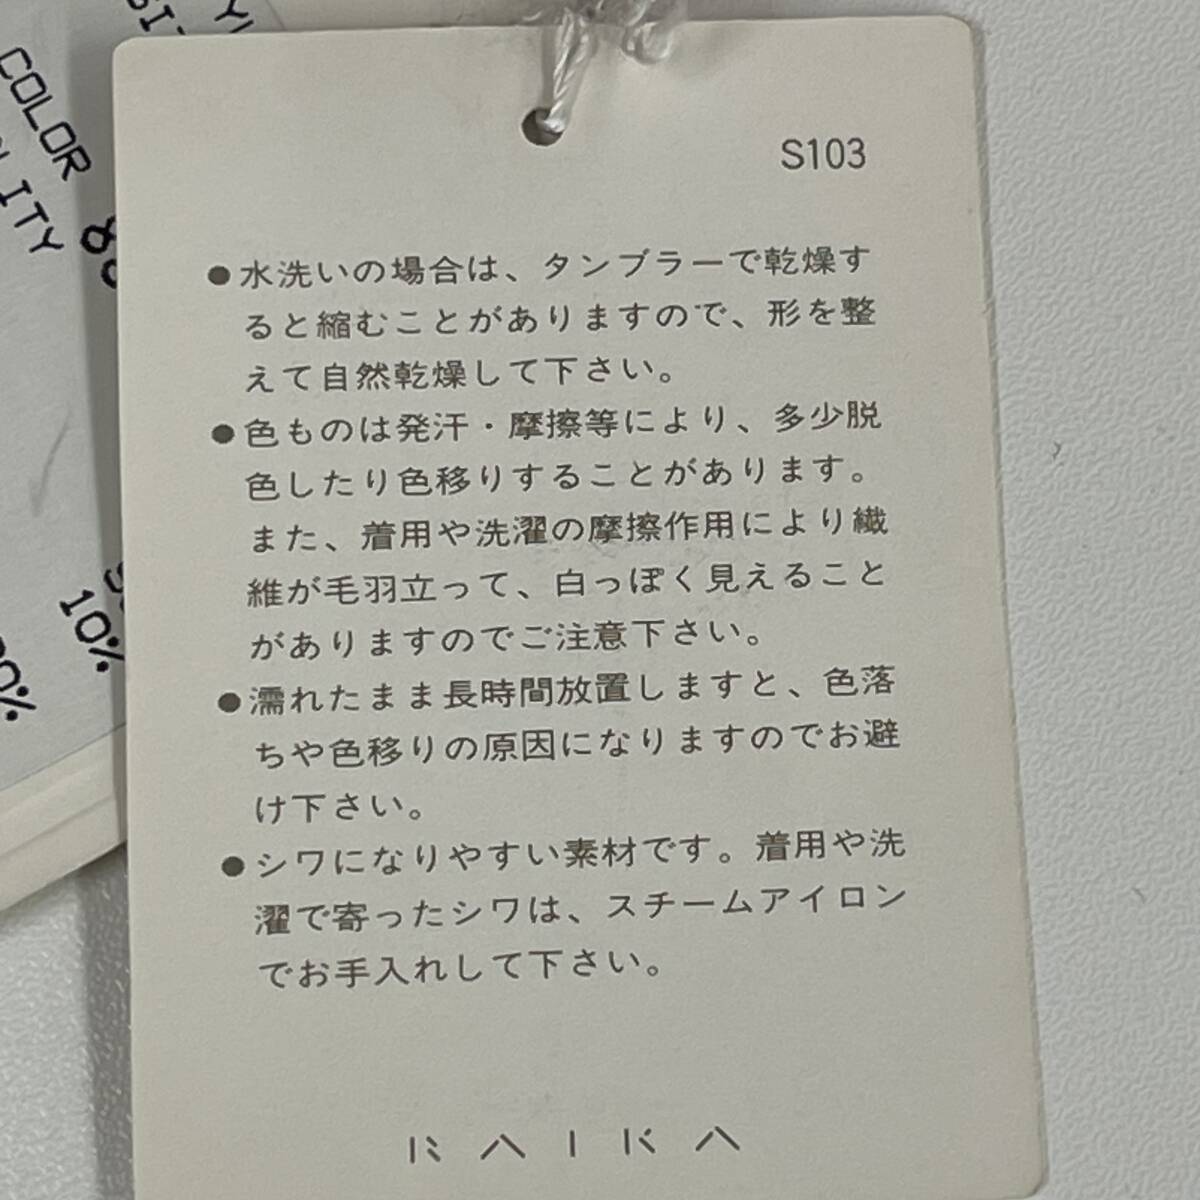 COLOR
S103
●水洗いの場合は、タンブラーで乾燥す
ると縮むことがありますので、形を整
えて自然乾燥して下さい。
●色ものは発汗・摩擦等により、多少脱
色したり色移りすることがあります。
また、着用や洗濯の摩擦作用により繊
維が毛羽立って、白っぽく見えること
がありますのでご注意下さい。
●濡れたまま長時間放置しますと、色落
ちや色移りの原因になりますのでお避
け下さい。
●シワになりやすい素材です。着用や洗
濯で寄ったシワは、スチームアイロン
でお手入れして下さい。
10%
RAIKA